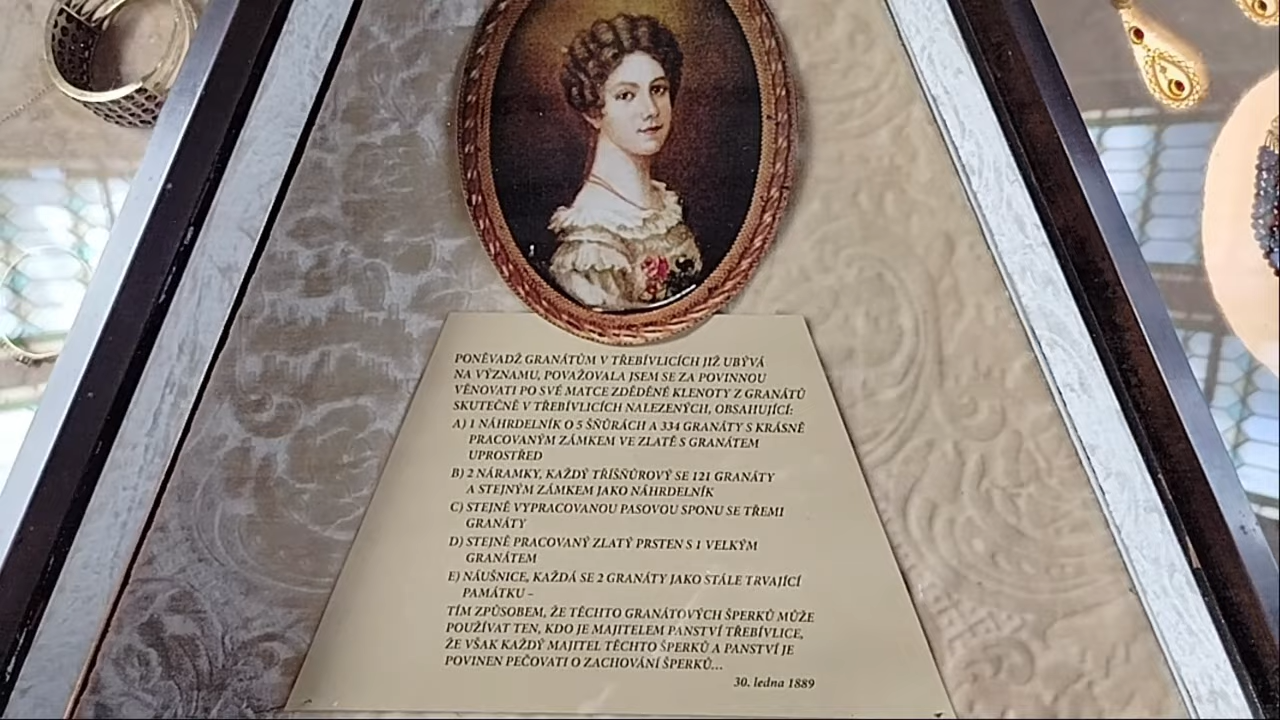 PONĚVADŽ GRANÁTŮM V TŘEBÍVLICÍCH JIŽ UBÝVÁ
NA VÝZNAMU, POVAŽOVALA JSEM SE ZA POVINNOU
VĚNOVATI PO SVÉ MATCE ZDĚDĚNÉ KLENOTY Z GRANÁTŮ
SKUTEČNĚ V TŘEBÍVLICÍCH NALEZENÝCH, OBSAHUJÍCÍ:
A) 1 NÁHRDELNÍK O 5 ŠŇŮRÁCH A 334 GRANÁTY S KRÁSNĚ
PRACOVANÝM ZÁMKEM VE ZLATĚ S GRANÁTEM
UPROSTŘED
B) 2 NÁRAMKY, KAŽDÝ TŘÍŠŇŮROVÝ SE 121 GRANÁTY
A STEJNÝM ZÁMKEM JAKO NÁHRDELNÍK
C) STEJNĚ VYPRACOVANOU PASOVOU SPONU SE TŘEMI
GRANÁTY
D) STEJNĚ PRACOVANÝ ZLATÝ PRSTEN S 1 VELKÝM
GRANÁTEM
E) NÁUŠNICE, KAŽDÁ SE 2 GRANÁTY JAKO STÁLE TRVAJÍCÍ
PAMÁTKU –
TÍM ZPŮSOBEM, ŽE TĚCHTO GRANÁTOVÝCH ŠPERKŮ MŮŽE
POUŽÍVAT TEN, KDO JE MAJITELEM PANSTVÍ TŘEBÍVLICE,
ŽE VŠAK KAŽDÝ MAJITEL TĚCHTO ŠPERKŮ A PANSTVÍ JE
POVINEN PEČOVATI O ZACHOVÁNÍ ŠPERKŮ...
30. ledna 1889